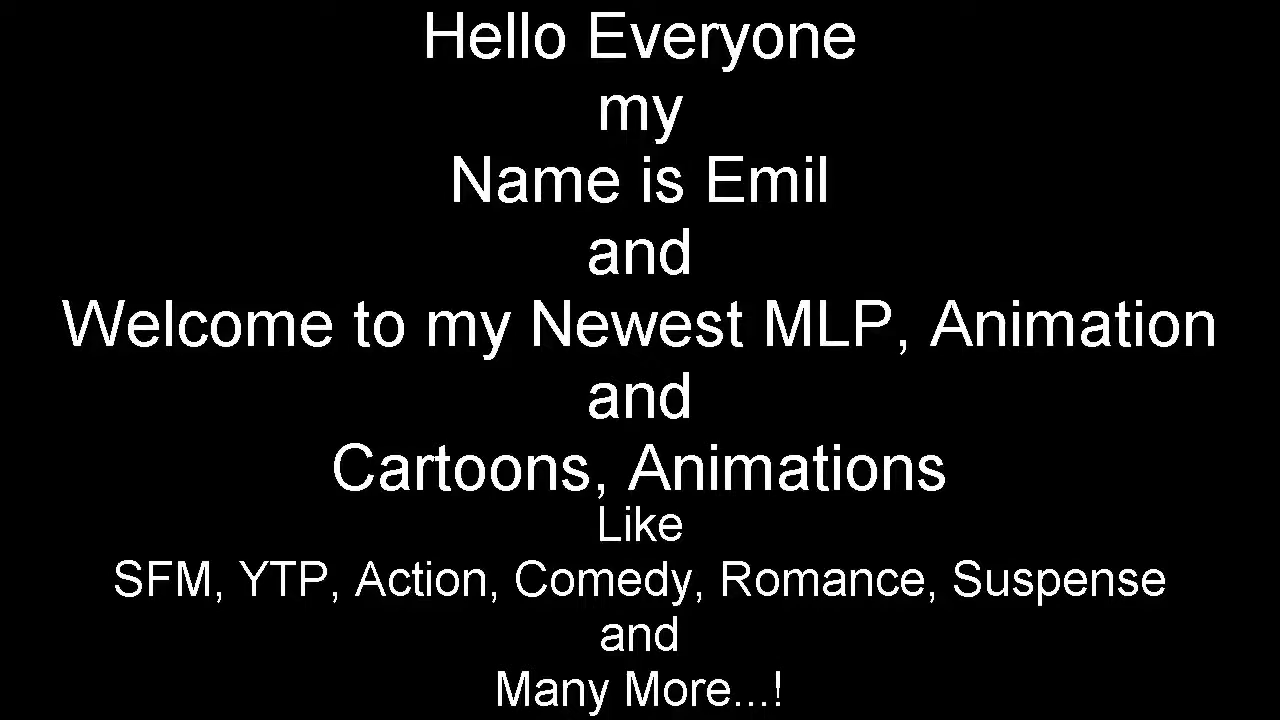 Hello Everyone
my
Name is Emil
and
Welcome to my Newest MLP, Animation
and
Cartoons, Animations
Like
SFM, YTP, Action, Comedy, Romance, Suspense
and
Many More...!